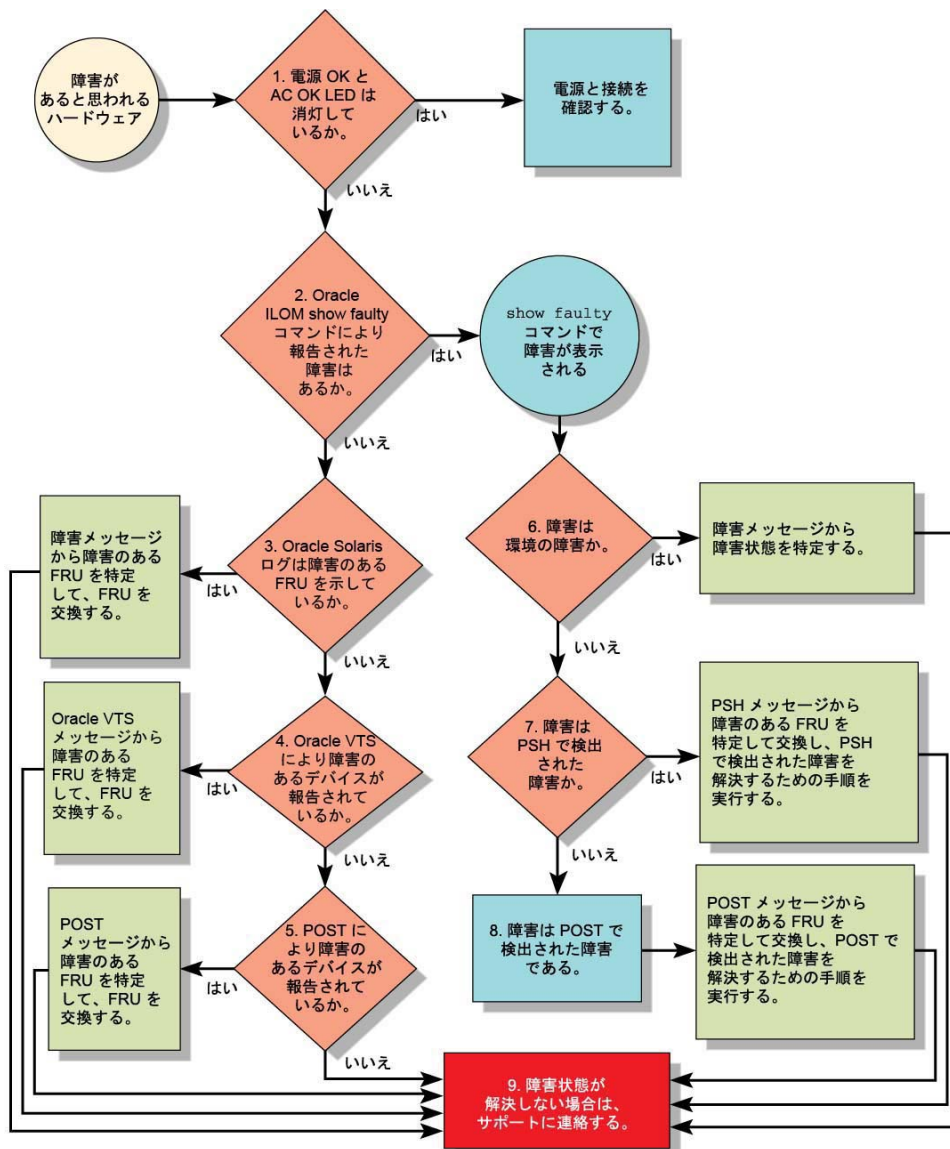 障害が
あると思われる
ハードウェア
1. 電源 OK と
AC OK LED は
消灯して
いるか。
はい
電源と接続を
確認する。
いいえ
2. Oracle
ILOM show faulty
コマンドにより
報告された
障害は
あるか。
はい
show faulty
コマンドで
障害が表示
される
いいえ
3. Oracle Solaris
ログは障害のある
FRU を示して
いるか。
はい
障害メッセージ
から障害のある
FRU を特定
して、FRU を
交換する。
いいえ
4. Oracle VTS
により障害の
あるデバイスが
報告されて
いるか。
はい
Oracle VTS
メッセージから
障害のある
FRU を特定
して、FRU を
交換する。
いいえ
5. POST に
より障害の
あるデバイスが
報告されて
いるか。
はい
POST
メッセージから
障害のある
FRU を特定
して、FRU を
交換する。
いいえ
6. 障害は
環境の障害か。
はい
障害メッセージから
障害状態を特定する。
いいえ
7. 障害は
PSH で検出
された
障害か。
はい
PSH メッセージから
障害のある FRU を
特定して交換し、PSH
で検出された障害を
解決するための手順を
実行する。
いいえ
8. 障害は POST で
検出された障害
である。
POST メッセージから
障害のある FRU を
特定して交換し、POST で
検出された障害を
解決するための手順を
実行する。
9. 障害状態が
解決しない場合は、
サポートに連絡する。